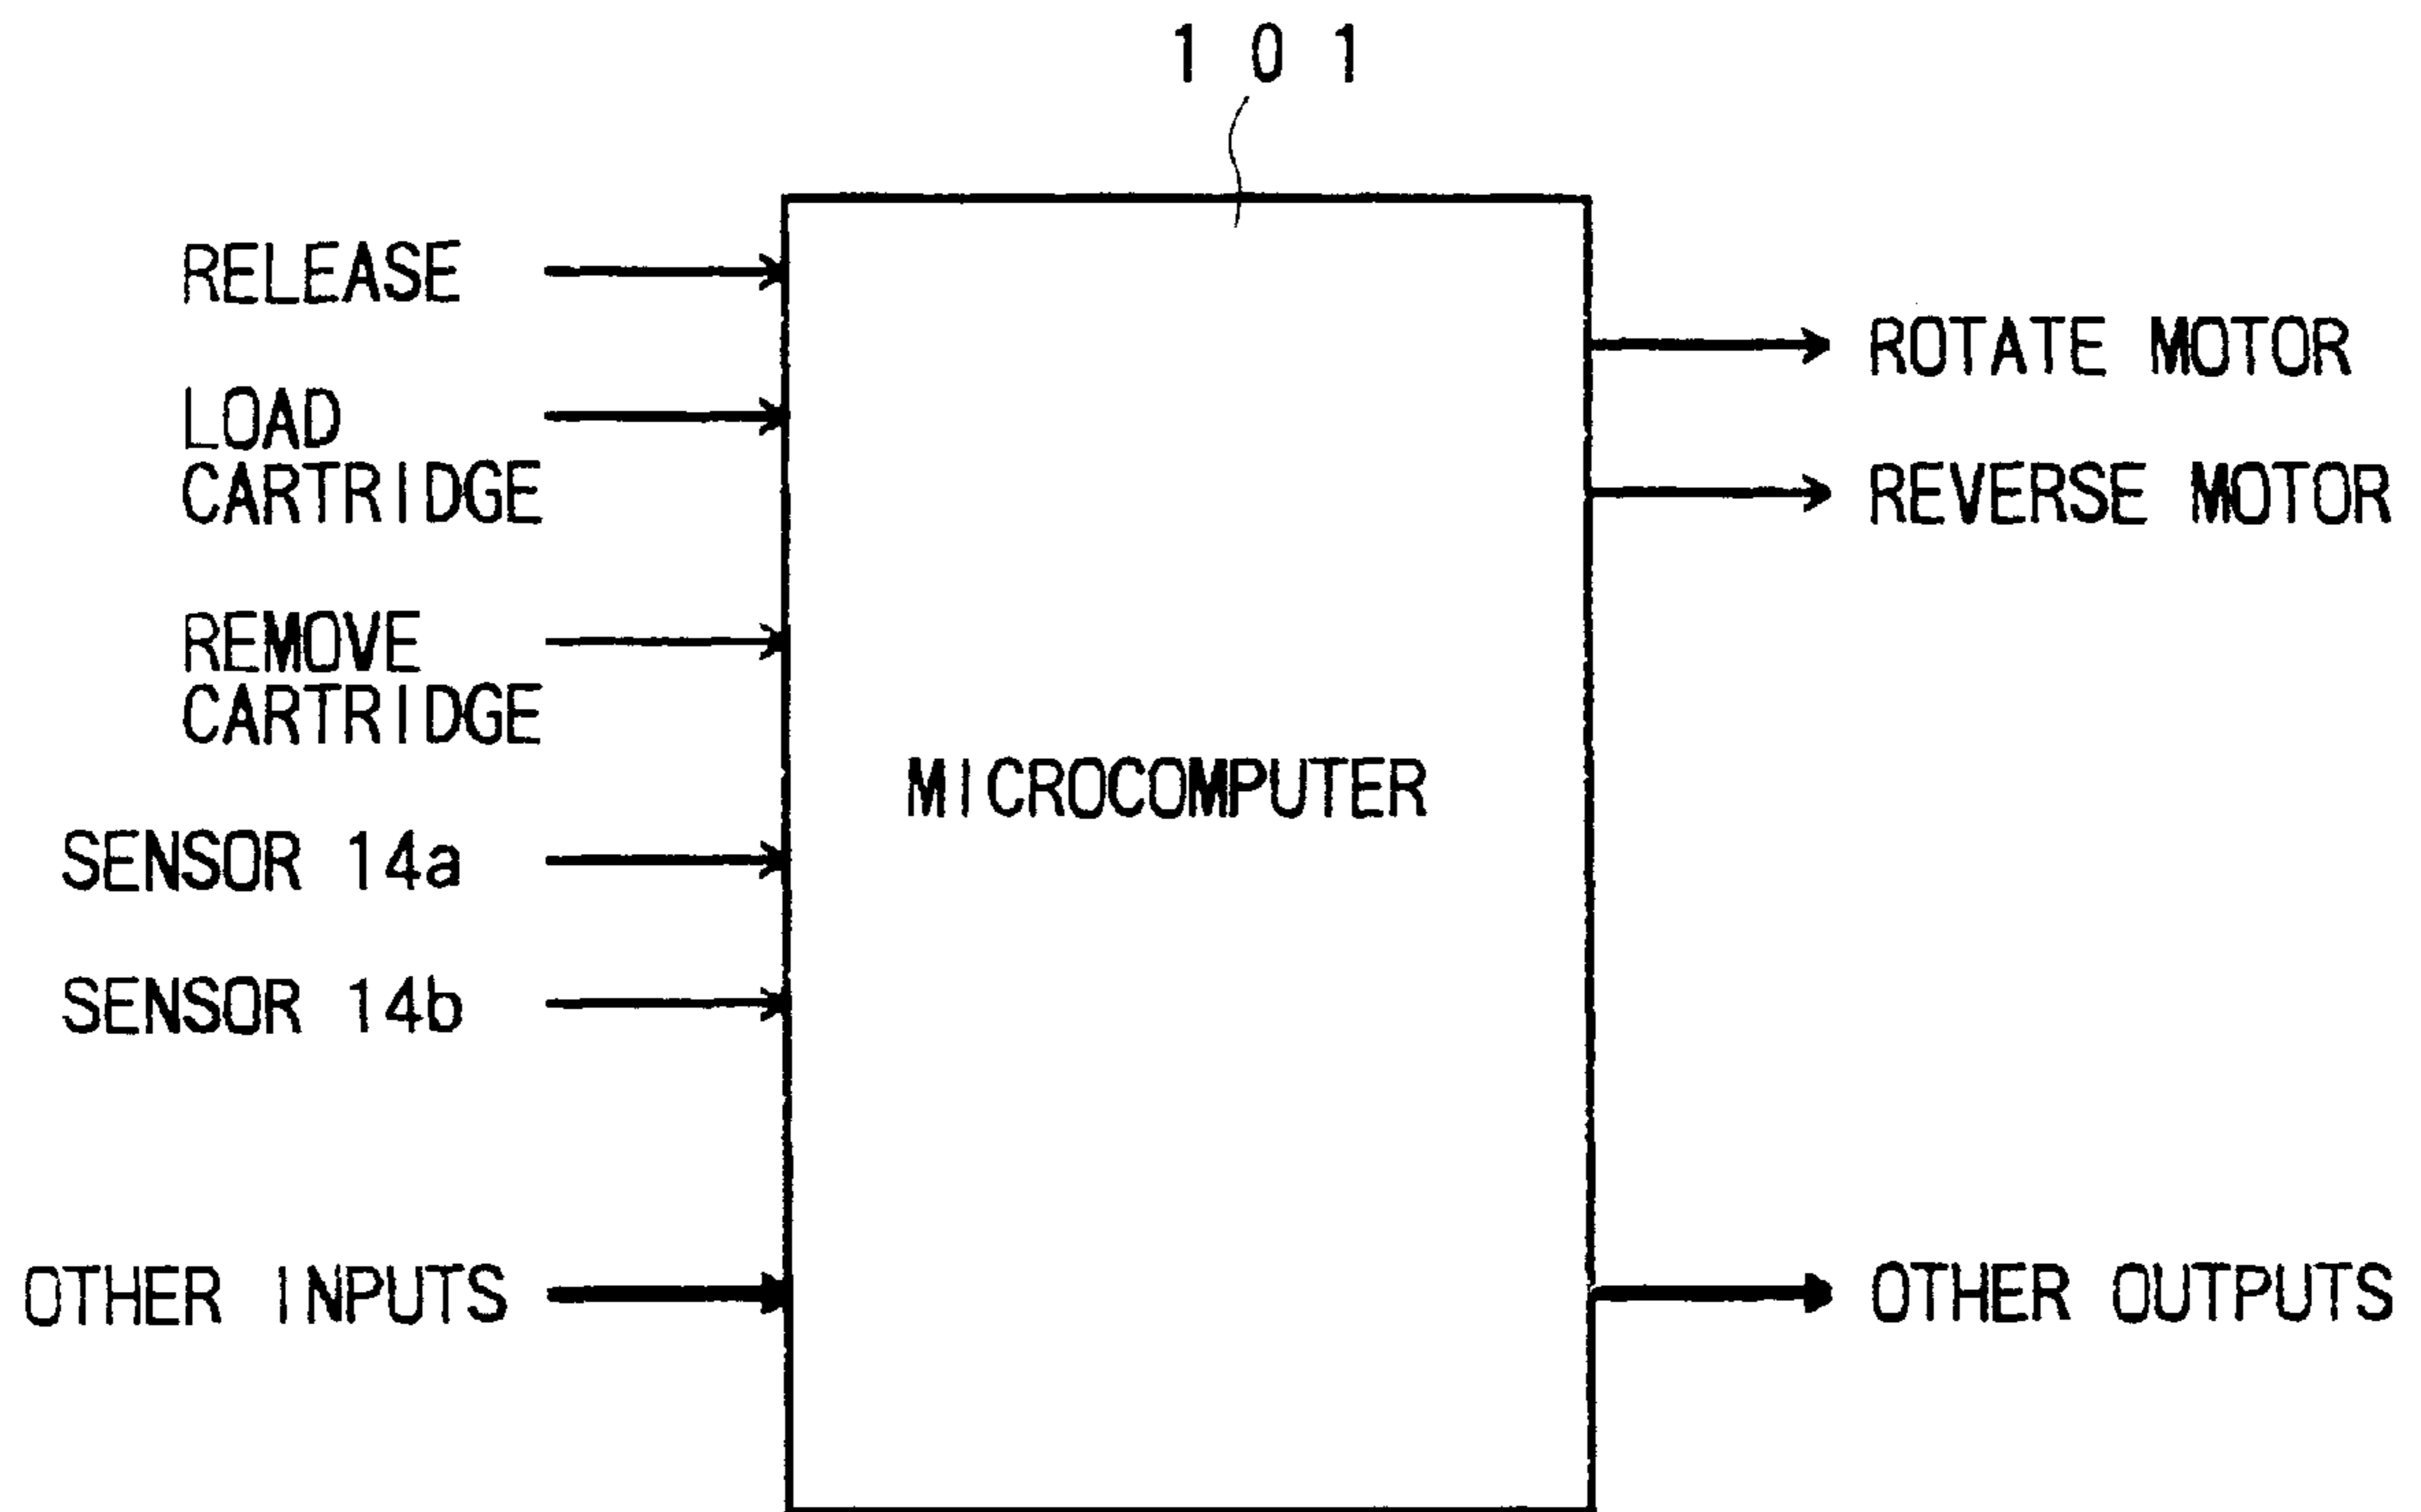 101
RELEASE
LOAD
CARTRIDGE
REMOVE
CARTRIDGE
SENSOR 14a
SENSOR 14b
OTHER INPUTS
MICROCOMPUTER
ROTATE MOTOR
REVERSE MOTOR
OTHER OUTPUTS